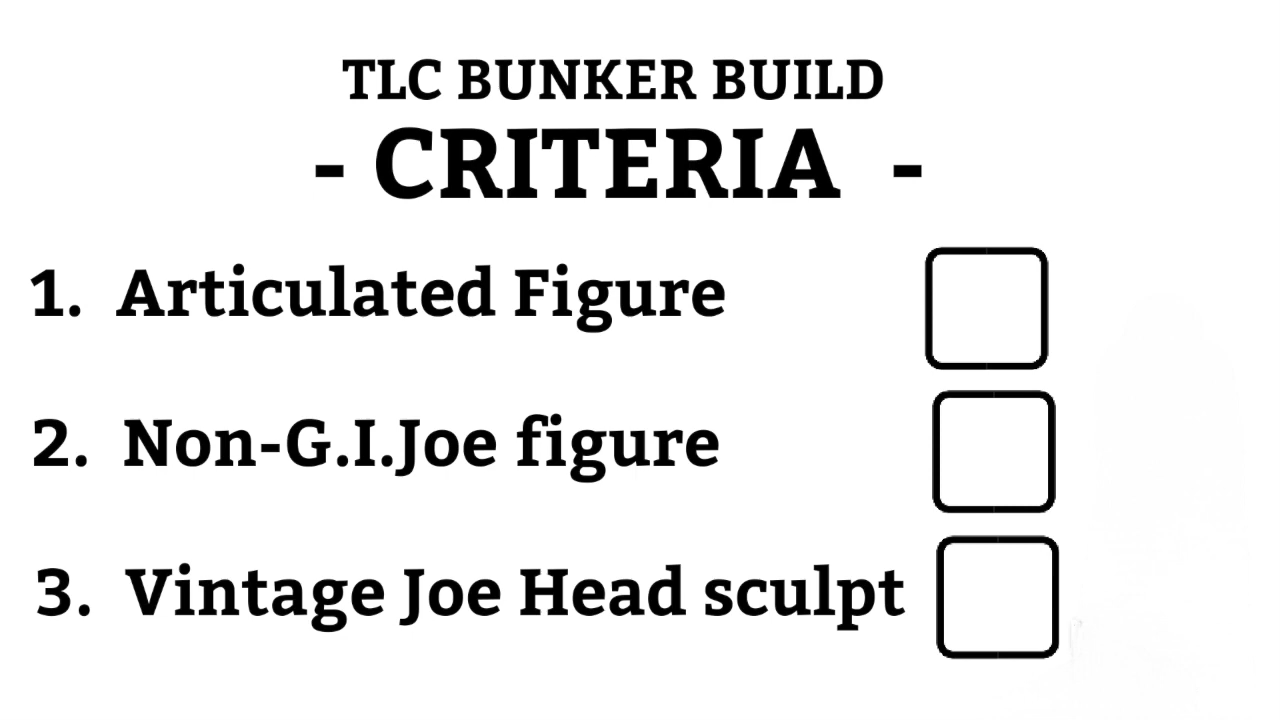 TLC BUNKER BUILD
- CRITERIA -
1. Articulated Figure
2. Non-G.I.Joe figure
3. Vintage Joe Head sculpt